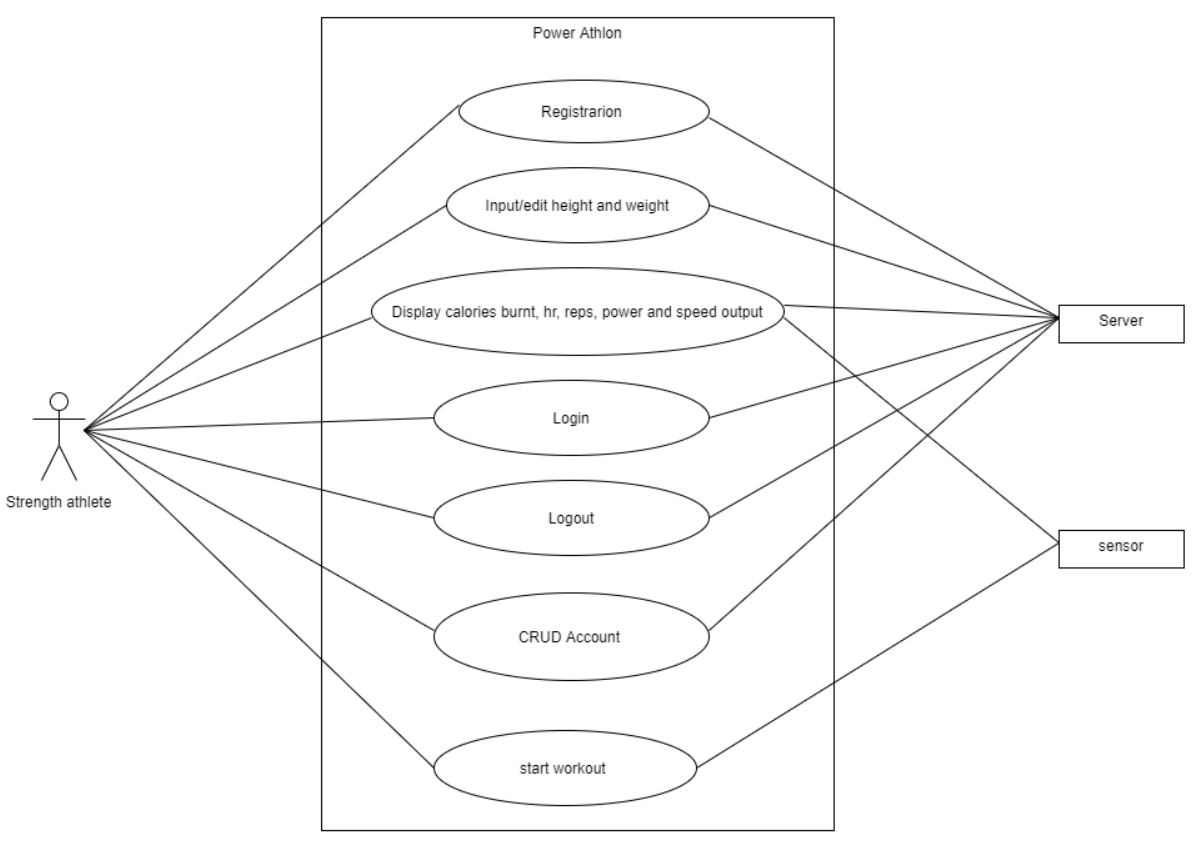 Power Athlon
Registrarion
Input/edit height and weight
Display calories burnt, hr, reps, power and speed output
Server
Login
Strength athlete
Logout
sensor
CRUD Account
start workout